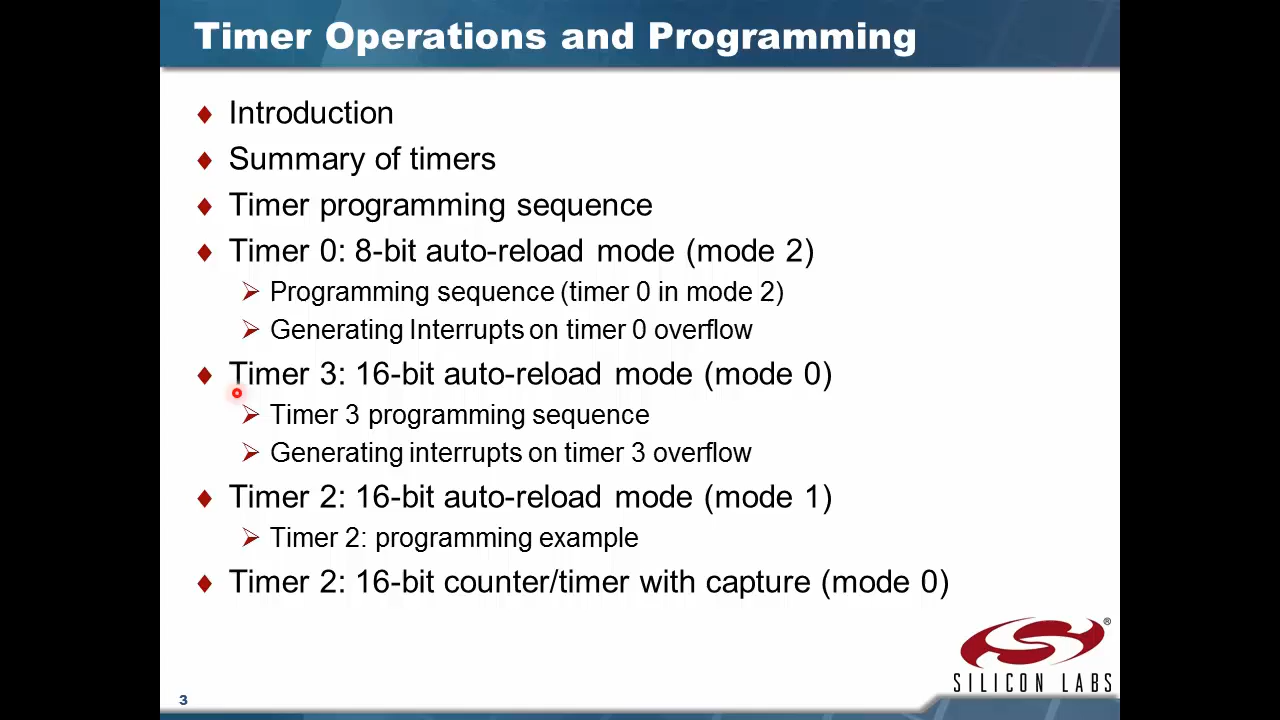 Timer Operations and Programming
Introduction
Summary of timers
Timer programming sequence
Timer 0: 8-bit auto-reload mode (mode 2)
Programming sequence (timer 0 in mode 2)
Generating Interrupts on timer 0 overflow
Timer 3: 16-bit auto-reload mode (mode 0)
Timer 3 programming sequence
Generating interrupts on timer 3 overflow
Timer 2: 16-bit auto-reload mode (mode 1)
Timer 2: programming example
Timer 2: 16-bit counter/timer with capture (mode 0)
®
SILICON LABS
3